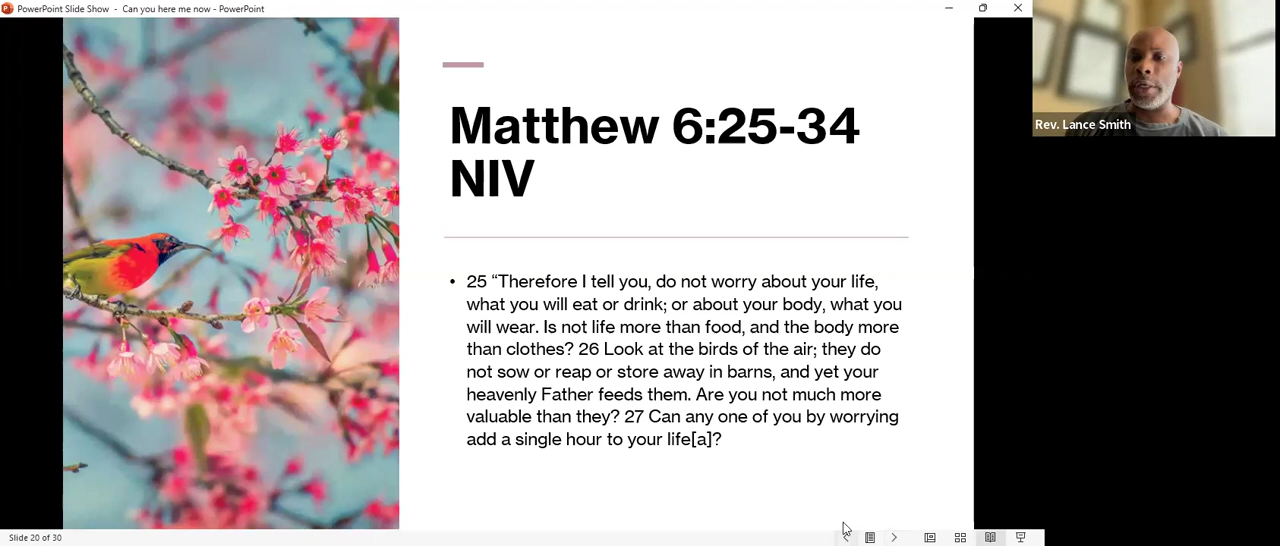 PowerPoint Slide Show - Can you here me now - PowerPoint
Rev. Lance Smith
Matthew 6:25-34
NIV
• 25 “Therefore I tell you, do not worry about your life,
what you will eat or drink; or about your body, what you
will wear. Is not life more than food, and the body more
than clothes? 26 Look at the birds of the air; they do
not sow or reap or store away in barns, and yet your
heavenly Father feeds them. Are you not much more
valuable than they? 27 Can any one of you by worrying
add a single hour to your life[a]?
Slide 20 of 30